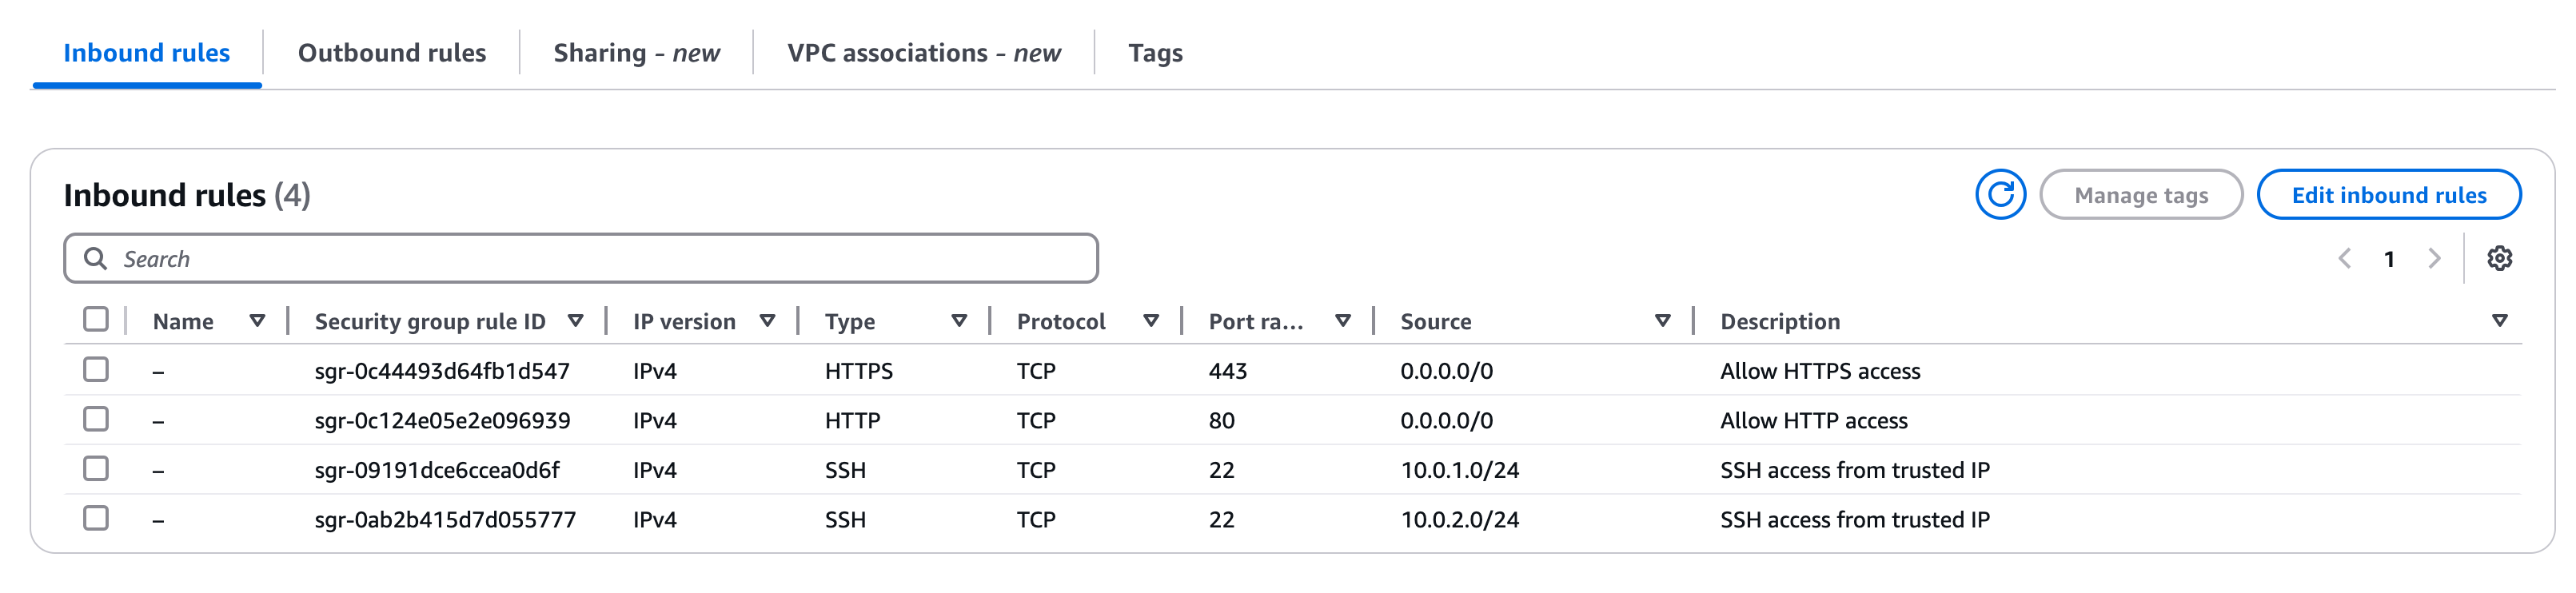 Inbound rules Outbound rules Sharing - new VPC associations - new Tags
Inbound rules (4) Manage tags Edit inbound rules
Search 1
Name Security group rule ID IP version Type Protocol Port ra... Source Description
– sgr-0c44493d64fb1d547 IPv4 HTTPS TCP 443 0.0.0.0/0 Allow HTTPS access
– sgr-0c124e05e2e096939 IPv4 HTTP TCP 80 0.0.0.0/0 Allow HTTP access
– sgr-09191dce6ccea0d6f IPv4 SSH TCP 22 10.0.1.0/24 SSH access from trusted IP
– sgr-0ab2b415d7d055777 IPv4 SSH TCP 22 10.0.2.0/24 SSH access from trusted IP